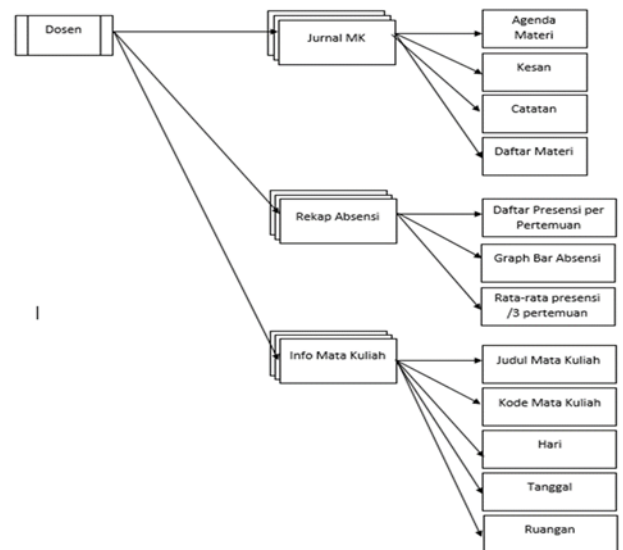 Dosen
Jurnal MK
Agenda
Materi
Kesan
Catatan
Daftar Materi
Rekap Absensi
Daftar Presensi per
Pertemuan
Graph Bar Absensi
Rata-rata presensi
/3 pertemuan
Info Mata Kuliah
Judul Mata Kuliah
Kode Mata Kuliah
Hari
Tanggal
Ruangan